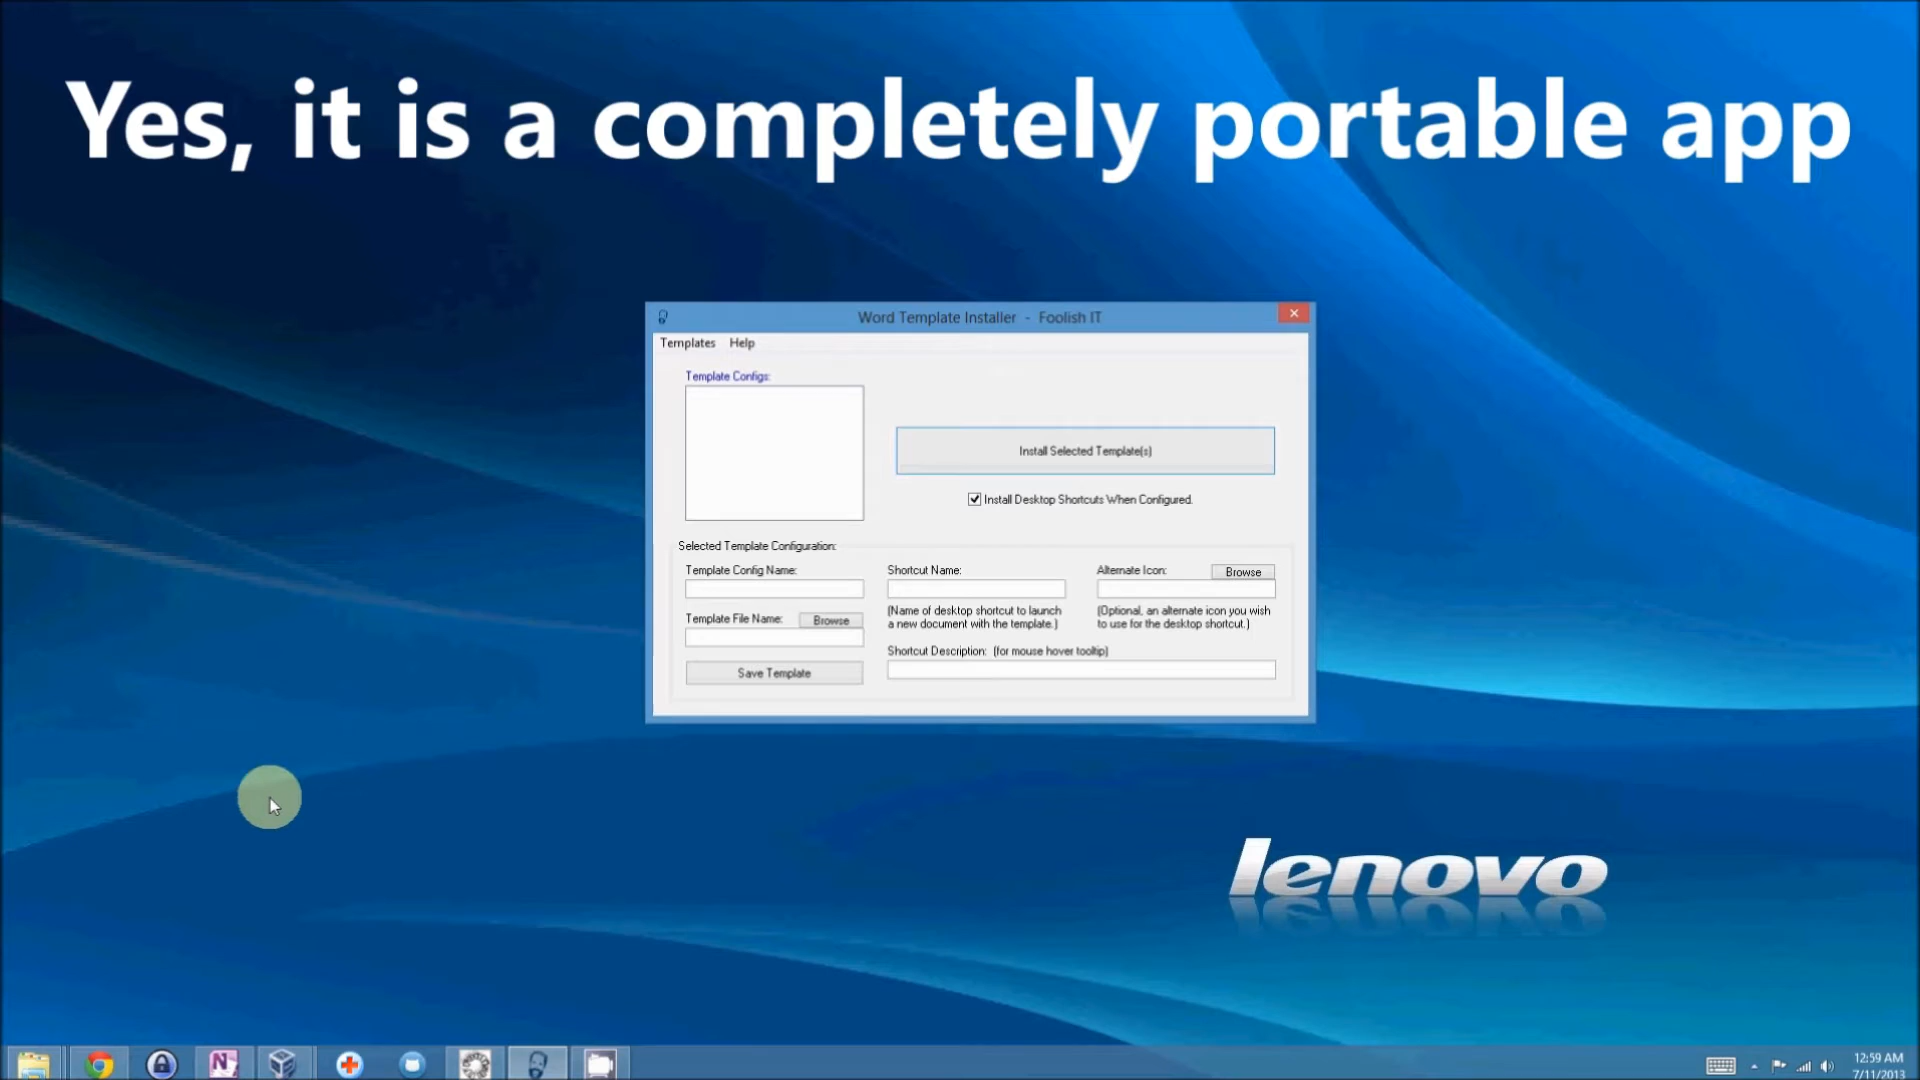 Yes, it is a completely portable app
Word Template Installer - Foolish IT
Templates Help
Template Configs:
Install Selected Template(s)
Install Desktop Shortcuts When Configured.
Selected Template Configuration:
Template Config Name:
Shortcut Name:
Alternate Icon:
Browse
(Name of desktop shortcut to launch
a new document with the template.)
(Optional, an alternate icon you wish
to use for the desktop shortcut.)
Template File Name:
Browse
Shortcut Description: (for mouse hover tooltip)
Save Template
lenovo
N
12:59 AM
7/11/2013